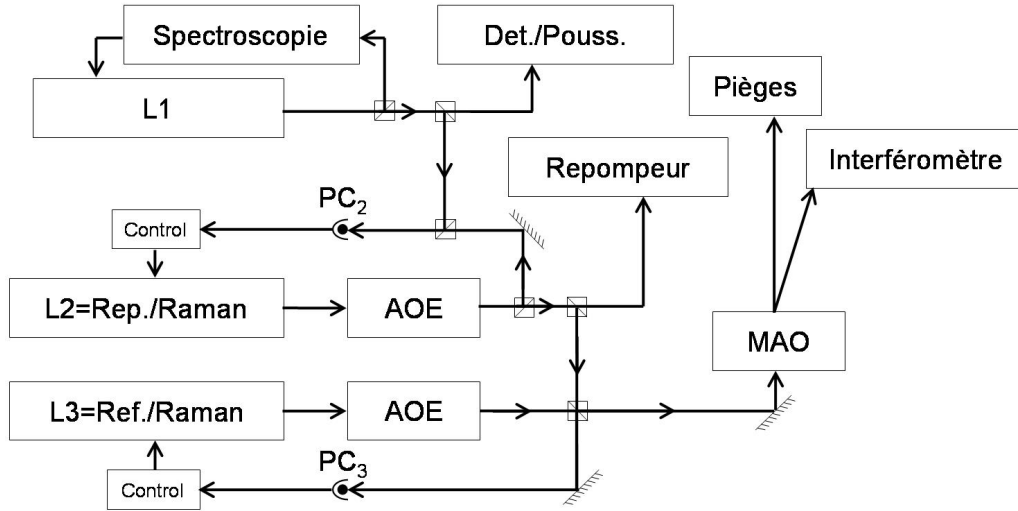 Spectroscopie
Det./Pouss.
L1
Pièges
Interféromètre
Repompeur
PC2
Control
L2=Rep./Raman
AOE
MAO
L3=Ref./Raman
AOE
PC3
Control